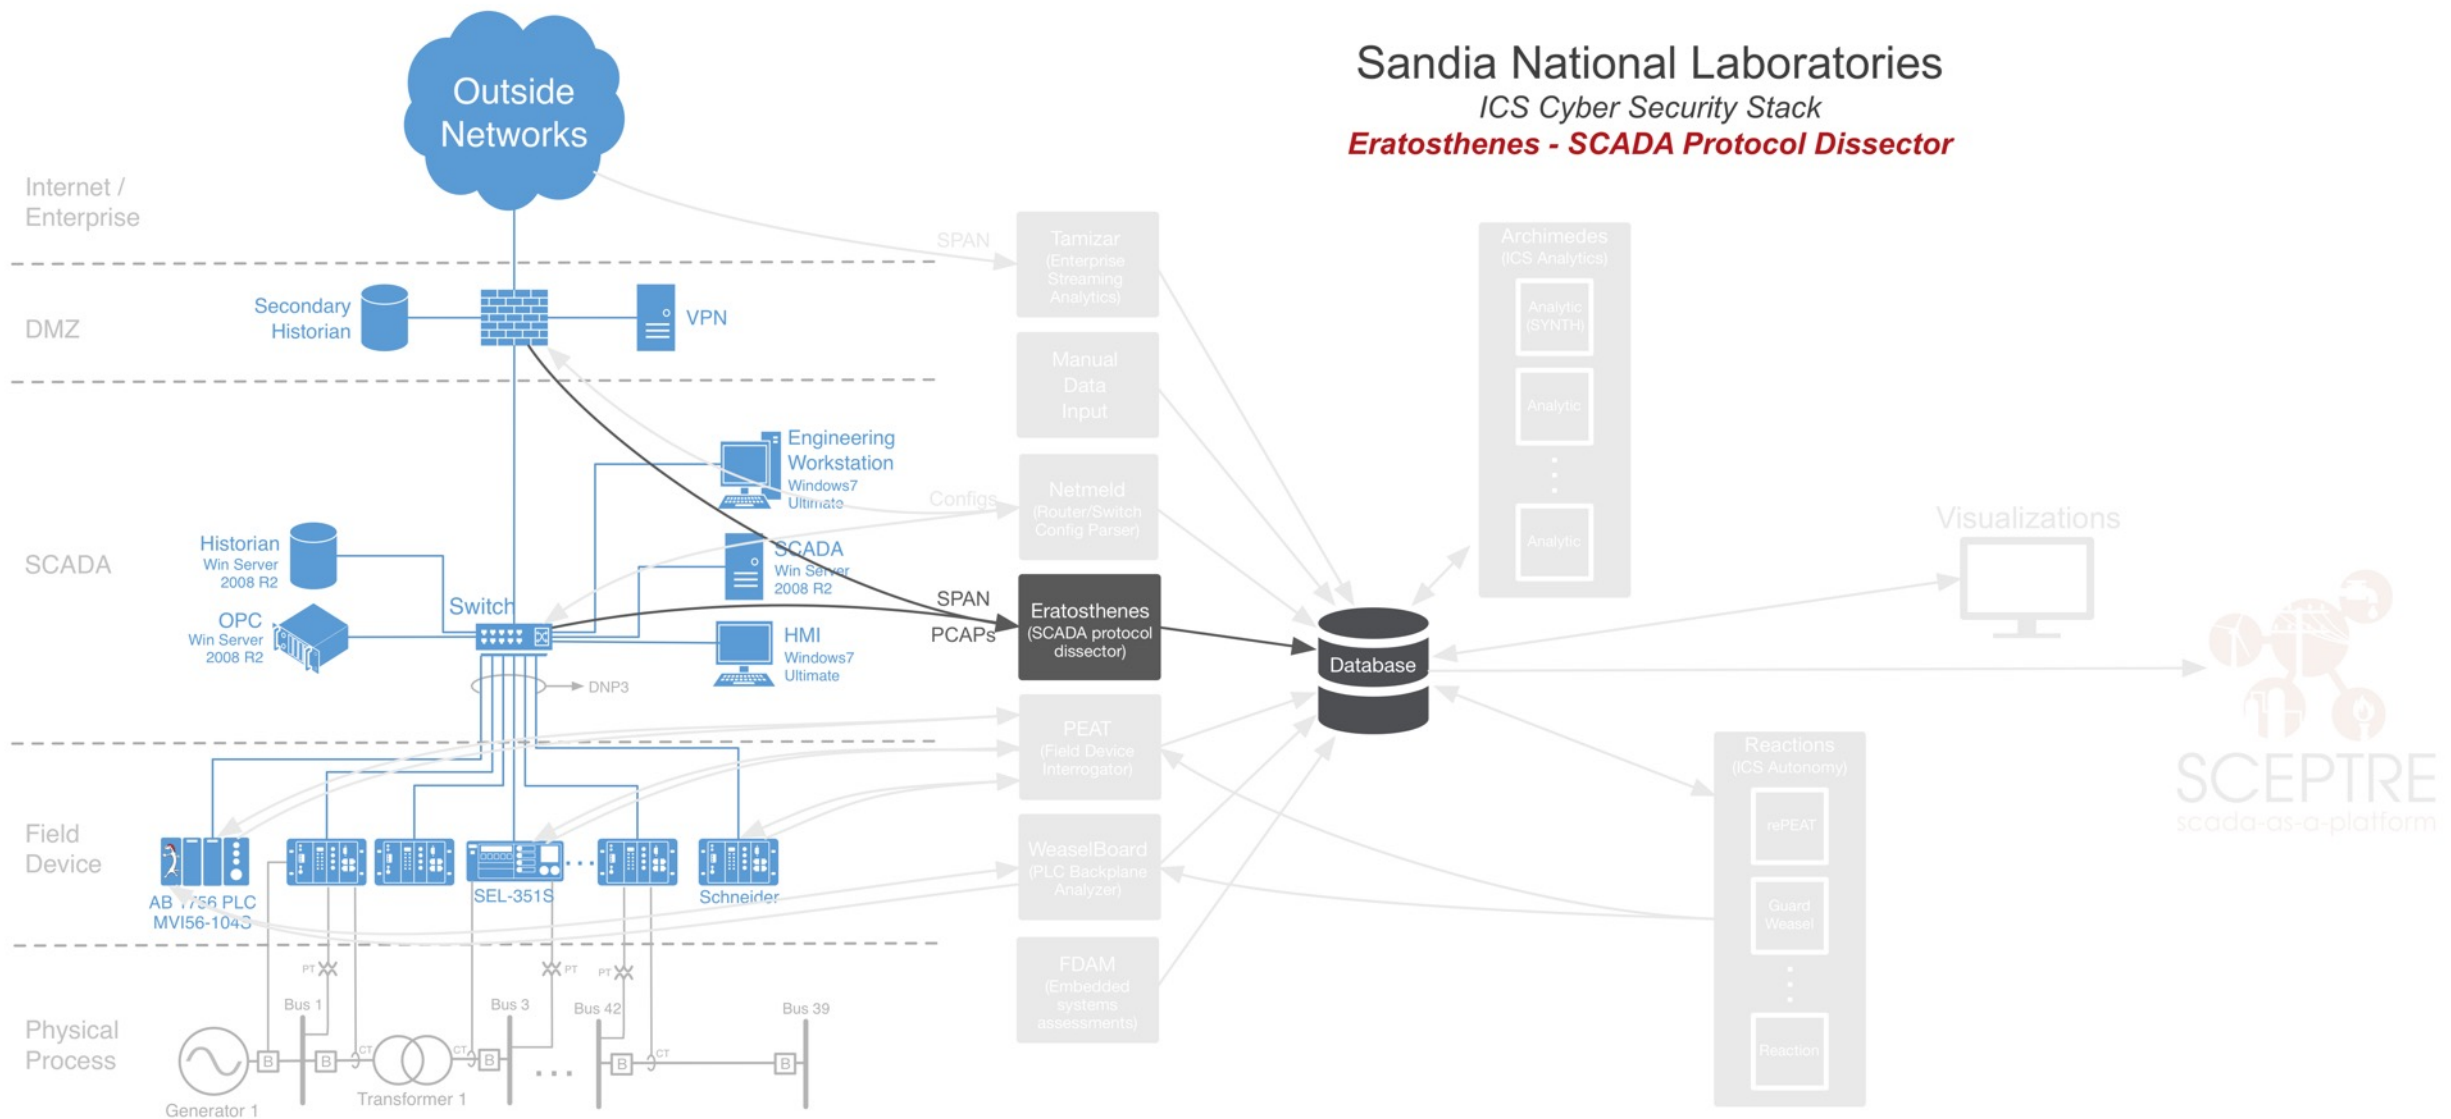 Sandia National Laboratories
ICS Cyber Security Stack
Eratosthenes - SCADA Protocol Dissector
Outside
Networks
Internet /
Enterprise
DMZ
Secondary
Historian
VPN
SCADA
Engineering
Workstation
Windows7
Ultimate
Historian
Win Server
2008 R2
SCADA
Win Server
2008 R2
OPC
Win Server
2008 R2
Switch
HMI
Windows7
Ultimate
DNP3
Field
Device
AB 1756 PLC
MVI56-104S
SEL-351S
Schneider
Physical
Process
PT
PT
PT
Bus 1
Bus 3
Bus 42
Bus 39
B
B
CT
CT
B
B
CT
B
Generator 1
Transformer 1
SPAN
Configs
SPAN
PCAPs
Tamizar
(Enterprise
Streaming
Analytics)
Manual
Data
Input
Netmeld
(Router/Switch
Config Parser)
Eratosthenes
(SCADA protocol
dissector)
PEAT
(Field Device
Interrogator)
WeaselBoard
(PLC Backplane
Analyzer)
FDAM
(Embedded
systems
assessments)
Database
Archimedes
(ICS Analytics)
Analytic
(SYNTH)
Analytic
Analytic
Visualizations
Reactions
(ICS Autonomy)
rePEAT
Guard
Weasel
Reaction
SCEPTRE
scada-as-a-platform